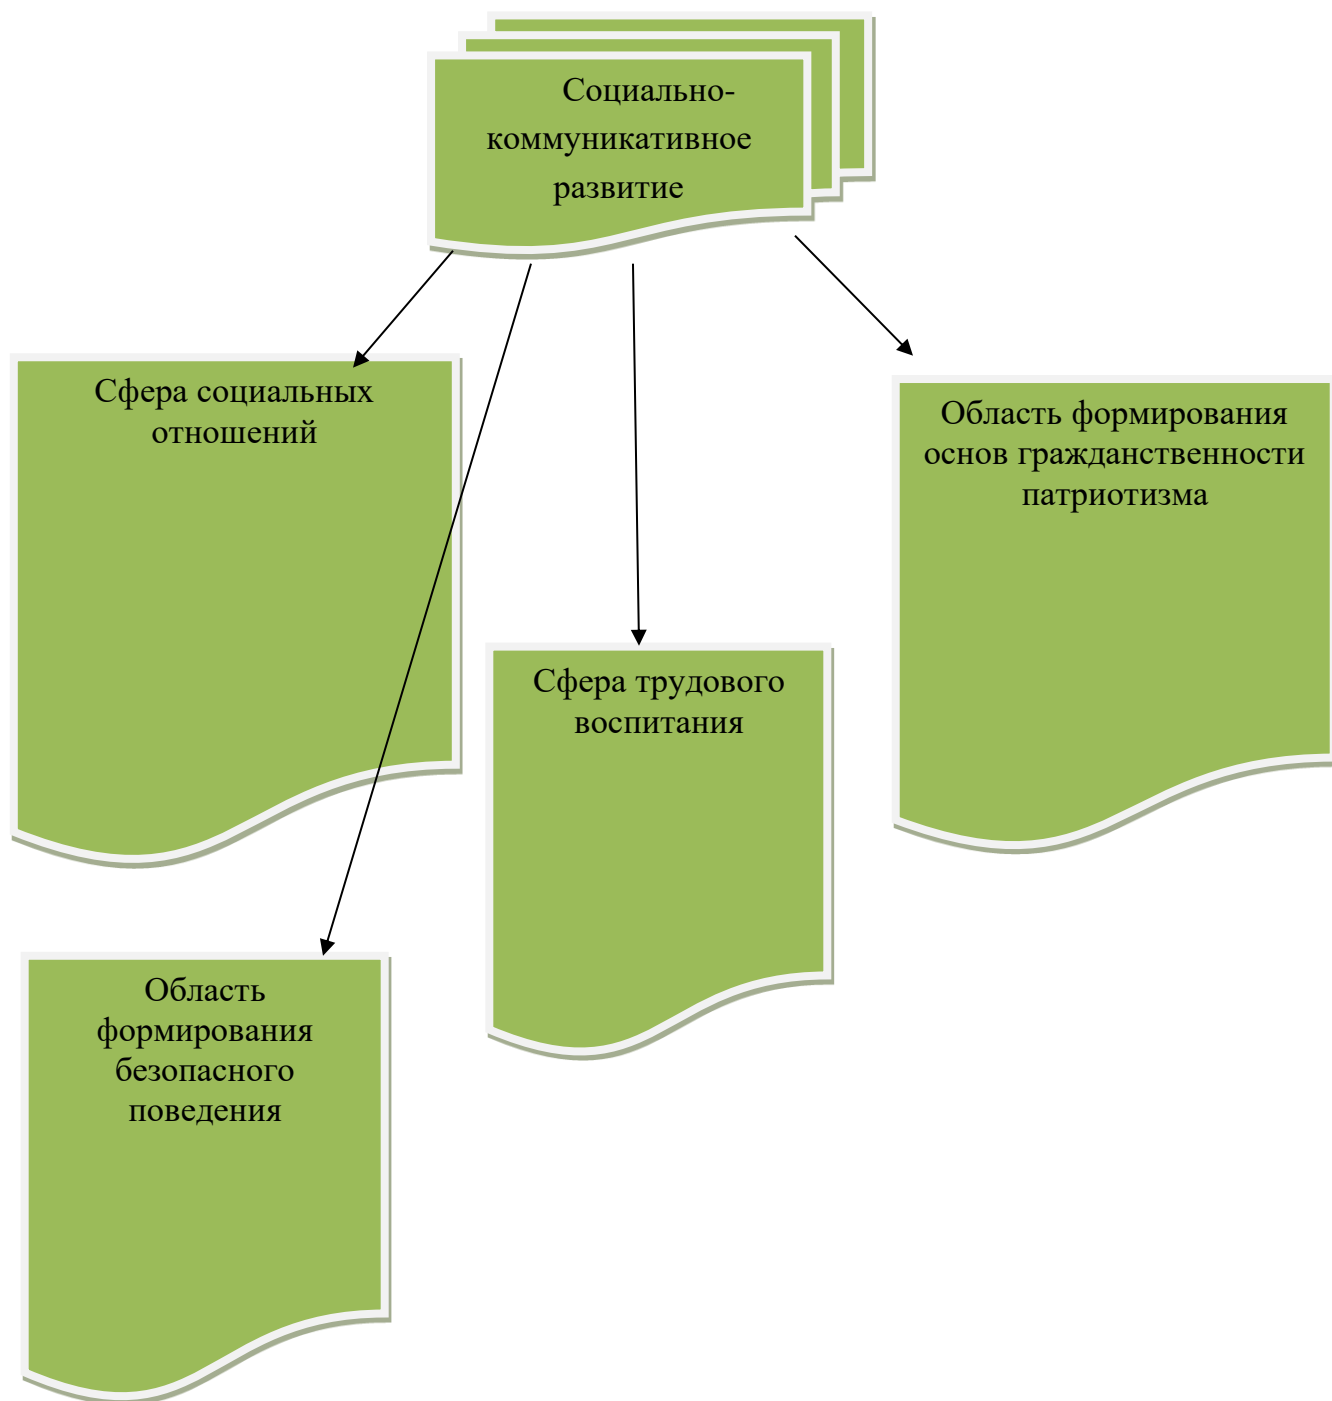 Социально-
коммуникативное
развитие
Сфера социальных
отношений
Область формирования
основ гражданственности
патриотизма
Сфера трудового
воспитания
Область
формирования
безопасного
поведения